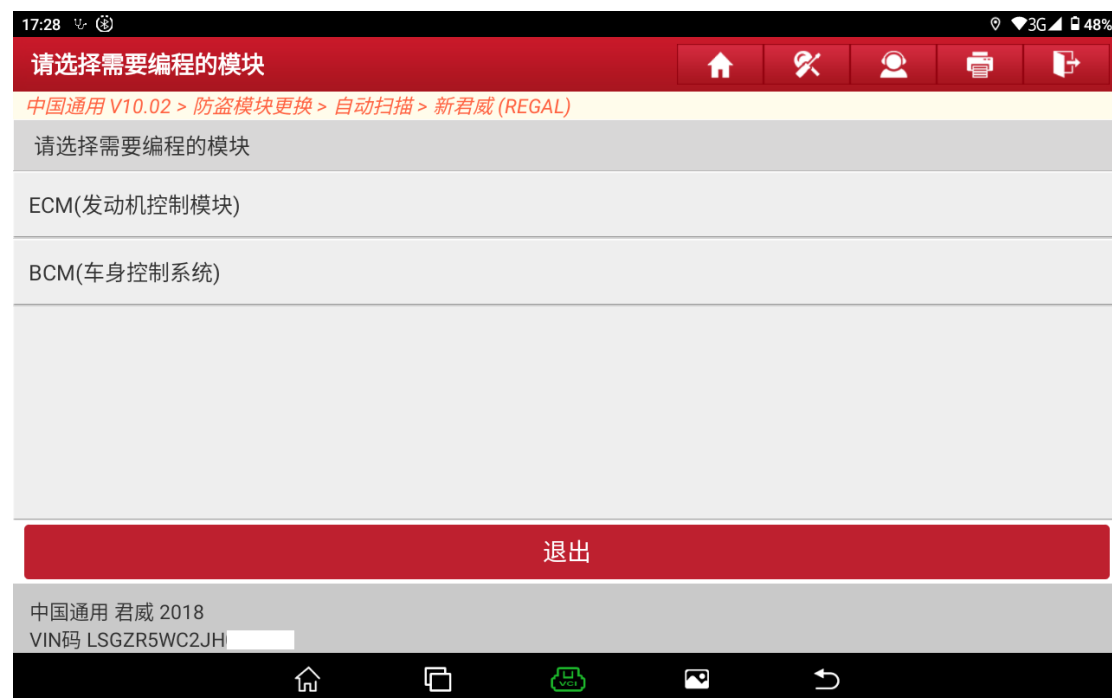 17:28 3G 48%
请选择需要编程的模块
中国通用 V10.02 > 防盗模块更换 > 自动扫描 > 新君威 (REGAL)
请选择需要编程的模块
ECM(发动机控制模块)
BCM(车身控制系统)
退出
中国通用 君威 2018
VIN码 LSGZR5WC2JH
VCI